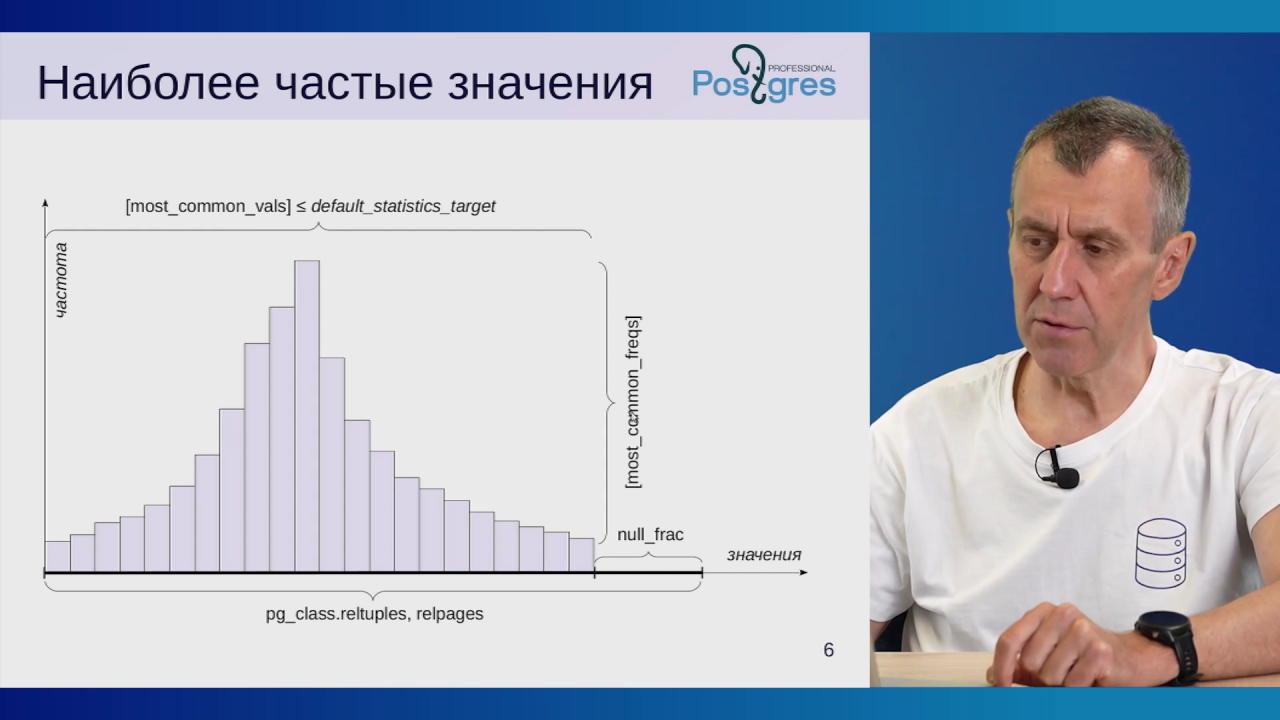 Наиболее частые значения
PROFESSIONAL
Postgres
[most_common_vals] ≤ default_statistics_target
частота
[most_common_freqs]
null_frac
значения
pg_class.reltuples, relpages
6